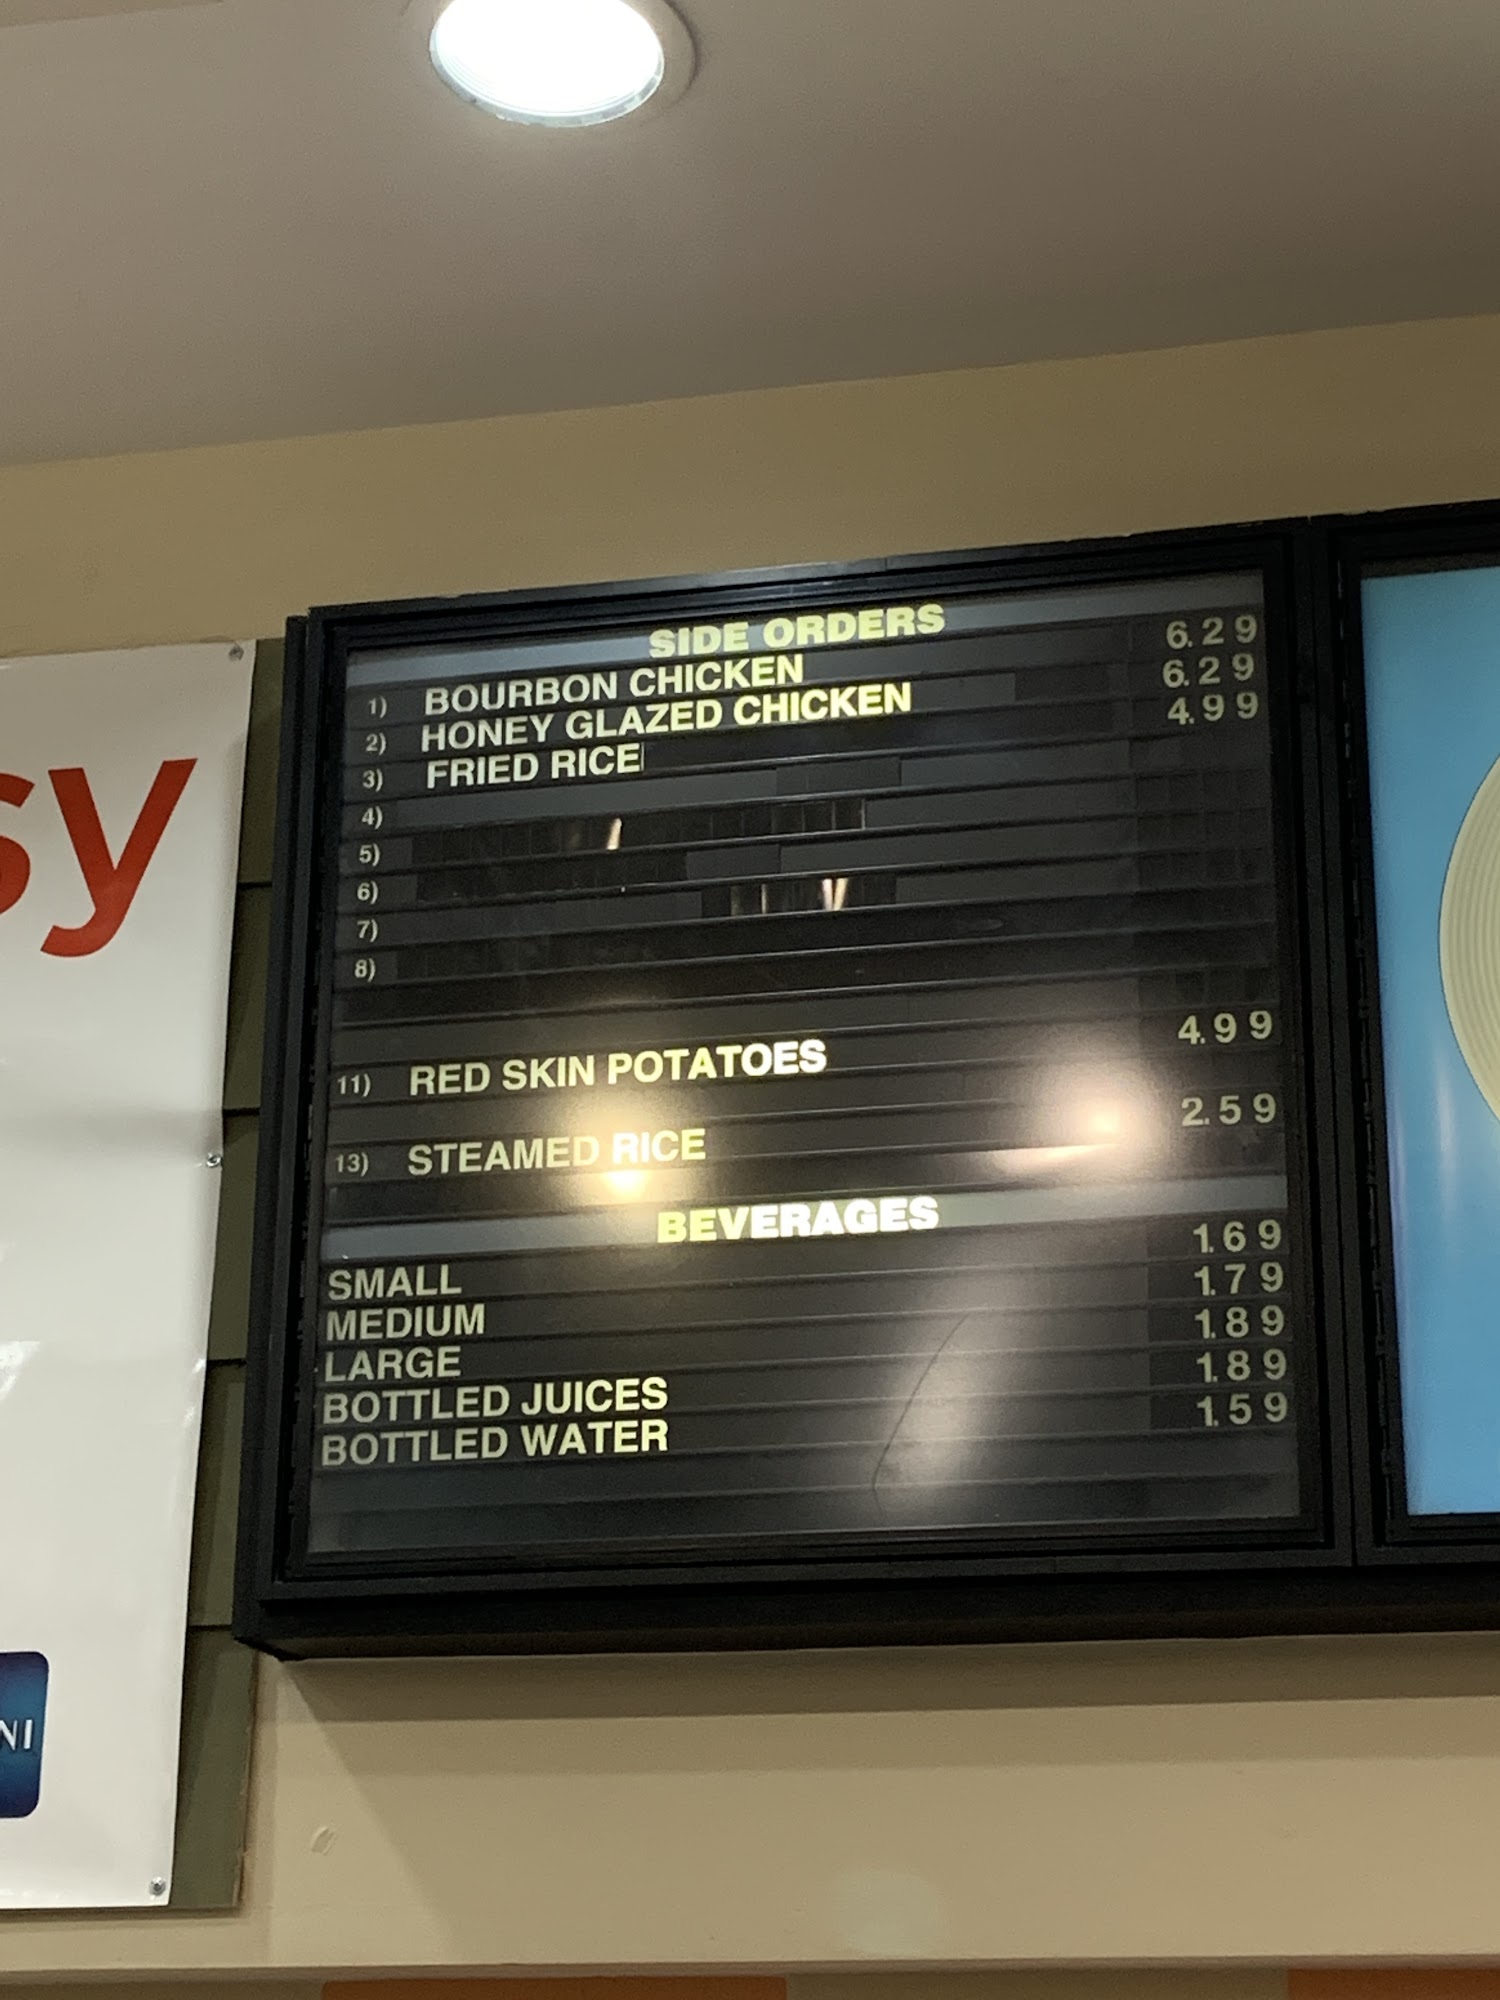 SIDE ORDERS
1) BOURBON CHICKEN 6.29
2) HONEY GLAZED CHICKEN 6.29
3) FRIED RICE 4.99
4)
5)
6)
7)
8)
11) RED SKIN POTATOES 4.99
13) STEAMED RICE 2.59
BEVERAGES
SMALL 1.69
MEDIUM 1.79
LARGE 1.89
BOTTLED JUICES 1.89
BOTTLED WATER 1.59
sy
NI